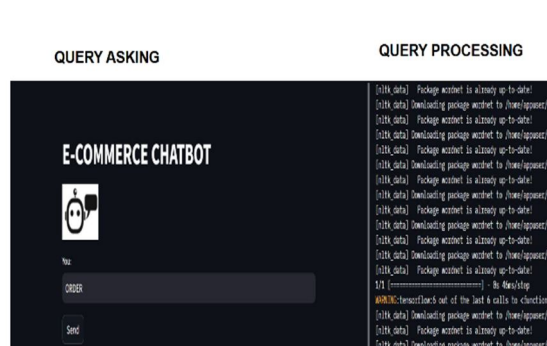 QUERY ASKING
QUERY PROCESSING
E-COMMERCE CHATBOT
You:
ORDER
Send
[nltk_data] Package wordnet is already up-to-date!
[nltk_data] Downloading package wordnet to /home/appuser/
[nltk_data] Package wordnet is already up-to-date!
[nltk_data] Downloading package wordnet to /home/appuser/
[nltk_data] Package wordnet is already up-to-date!
[nltk_data] Downloading package wordnet to /home/appuser/
[nltk_data] Package wordnet is already up-to-date!
[nltk_data] Downloading package wordnet to /home/appuser/
[nltk_data] Package wordnet is already up-to-date!
[nltk_data] Downloading package wordnet to /home/appuser/
[nltk_data] Package wordnet is already up-to-date!
[nltk_data] Downloading package wordnet to /home/appuser/
[nltk_data] Package wordnet is already up-to-date!
1/1 [==============================] - 0s 46ms/step
WARNING:tensorflow:6 out of the last 6 calls to <function
[nltk_data] Downloading package wordnet to /home/appuser/
[nltk_data] Package wordnet is already up-to-date!
[nltk_data] Downloading package wordnet to /home/appuser/